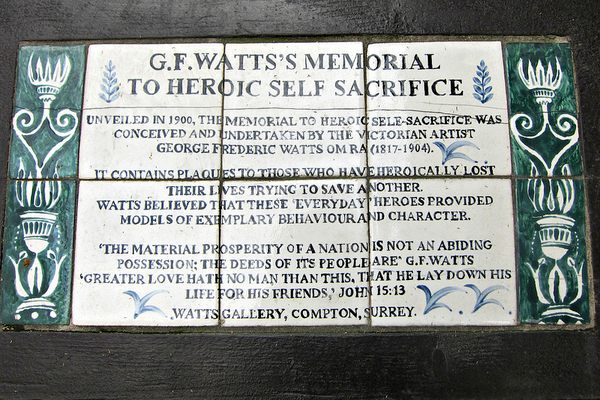 G.F.WATTS'S MEMORIAL
TO HEROIC SELF SACRIFICE
UNVEILED IN 1900, THE MEMORIAL TO HEROIC SELF-SACRIFICE WAS
CONCEIVED AND UNDERTAKEN BY THE VICTORIAN ARTIST
GEORGE FREDERIC WATTS OM RA (1817-1904).
IT CONTAINS PLAQUES TO THOSE WHO HAVE HEROICALLY LOST
THEIR LIVES TRYING TO SAVE ANOTHER.
WATTS BELIEVED THAT THESE 'EVERYDAY' HEROES PROVIDED
MODELS OF EXEMPLARY BEHAVIOUR AND CHARACTER.
'THE MATERIAL PROSPERITY OF A NATION IS NOT AN ABIDING
POSSESSION; THE DEEDS OF ITS PEOPLE ARE' G.F.WATTS
'GREATER LOVE HATH NO MAN THAN THIS, THAT HE LAY DOWN HIS
LIFE FOR HIS FRIENDS,' JOHN 15:13
WATTS GALLERY, COMPTON, SURREY.